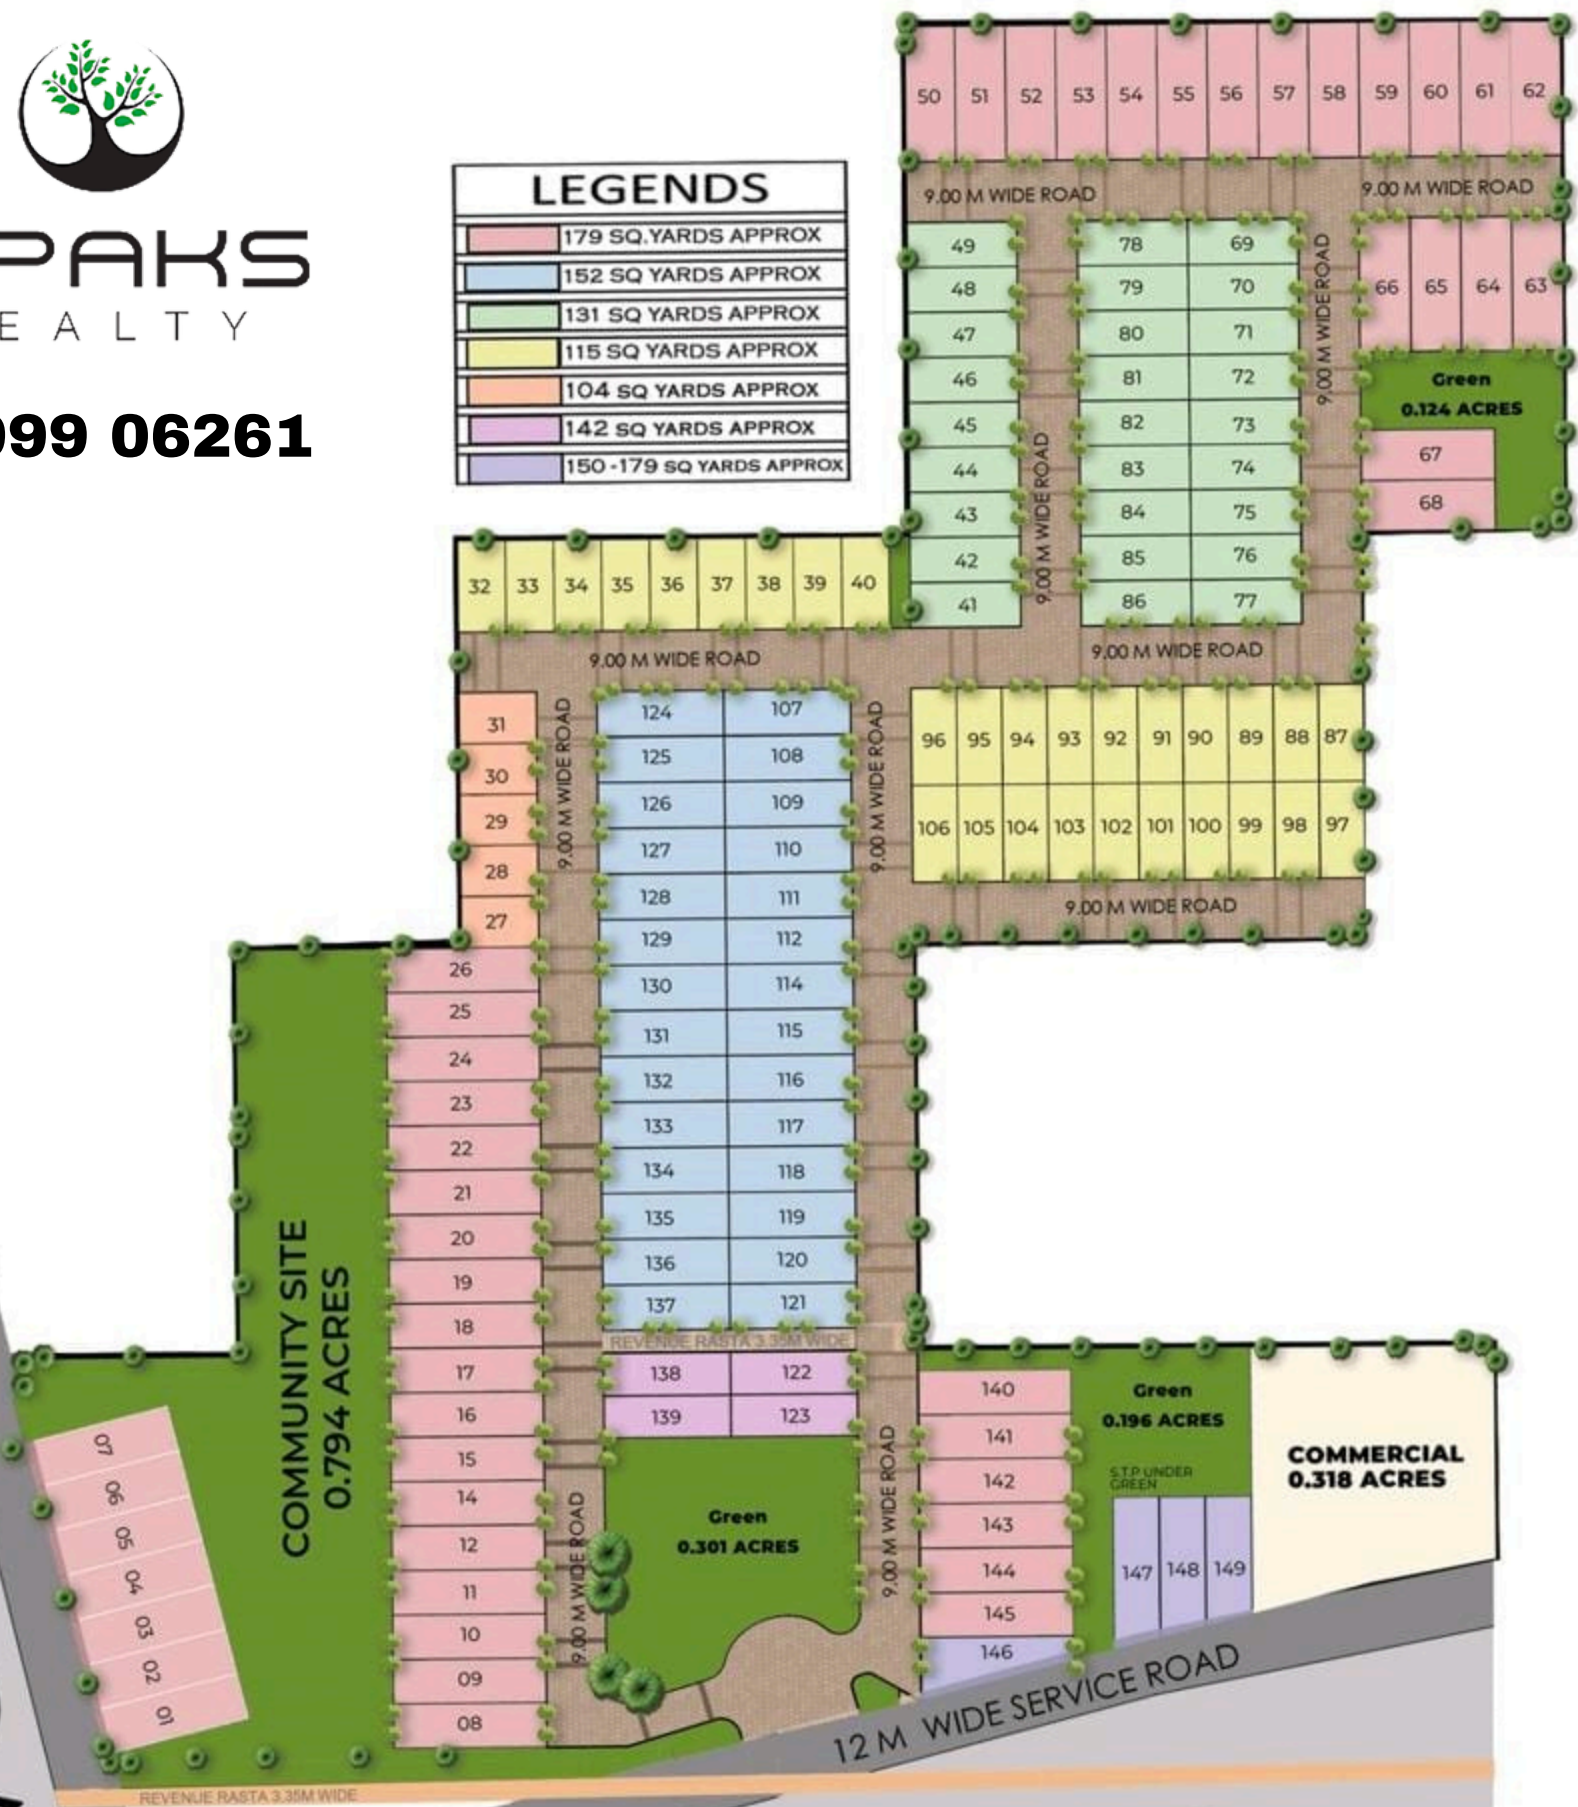 PAKS
EALTY
099 06261
LEGENDS
179 SQ.YARDS APPROX
152 SQ YARDS APPROX
131 SQ YARDS APPROX
115 SQ YARDS APPROX
104 SQ YARDS APPROX
142 SQ YARDS APPROX
150-179 SQ YARDS APPROX
50 51 52 53 54 55 56 57 58 59 60 61 62
9.00 M WIDE ROAD
9.00 M WIDE ROAD
49
48
47
46
45
44
43
42
41
9.00 M WIDE ROAD
9.00 M WIDE ROAD
78 69
79 70
80 71
81 72
82 73
83 74
84 75
85 76
86 77
9.00 M WIDE ROAD
66 65 64 63
Green
0.124 ACRES
67
68
32 33 34 35 36 37 38 39 40
9.00 M WIDE ROAD
9.00 M WIDE ROAD
31
30
29
28
27
9.00 M WIDE ROAD
124 107
125 108
126 109
127 110
128 111
129 112
130 114
131 115
132 116
133 117
134 118
135 119
136 120
137 121
9.00 M WIDE ROAD
96 95 94 93 92 91 90 89 88 87
106 105 104 103 102 101 100 99 98 97
9.00 M WIDE ROAD
26
25
24
23
22
21
20
19
18
17
16
15
14
12
11
10
09
08
COMMUNITY SITE
0.794 ACRES
07
06
05
04
03
02
01
REVENUE RASTA 3.35M WIDE
138 122
139 123
Green
0.301 ACRES
9.00 M WIDE ROAD
9.00 M WIDE ROAD
140
141
142
143
144
145
146
Green
0.196 ACRES
S.T.P UNDER
GREEN
147 148 149
COMMERCIAL
0.318 ACRES
12 M WIDE SERVICE ROAD
REVENUE RASTA 3.35M WIDE